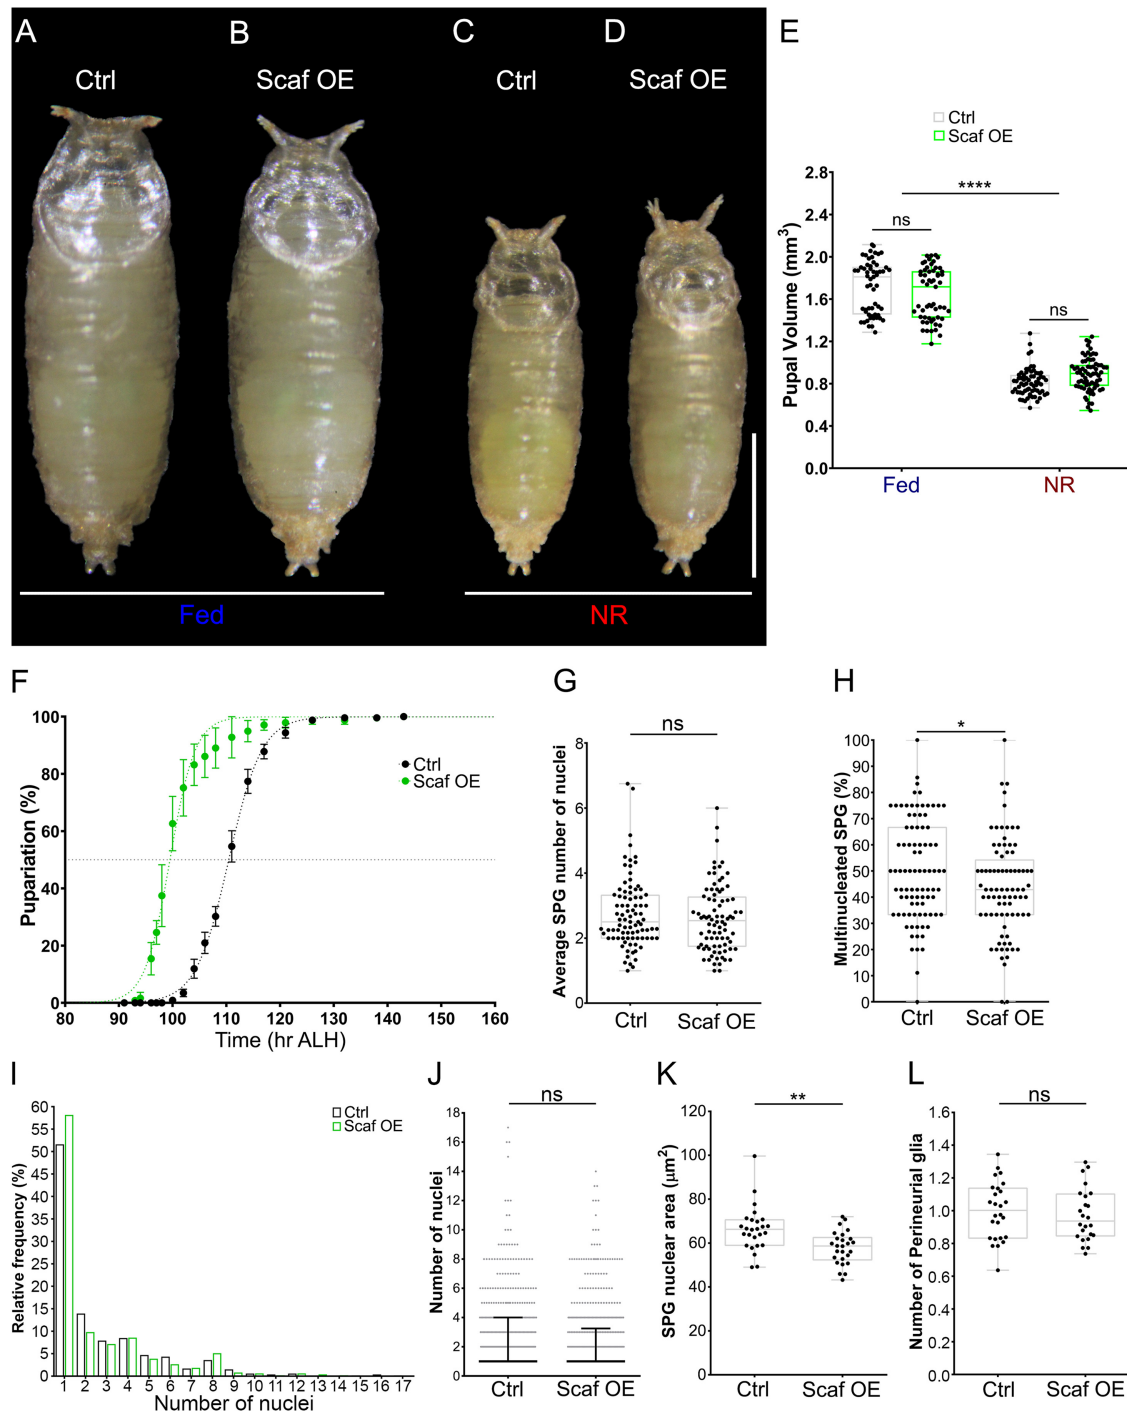 A
B
C
D
E
Ctrl
Scaf OE
Ctrl
Scaf OE
Fed
NR
Ctrl
Scaf OE
Pupal Volume (mm³)
2.8
2.4
2.0
1.6
1.2
0.8
0.4
0.0
****
ns
ns
Fed
NR
F
Pupariation (%)
100
80
60
40
20
0
Ctrl
Scaf OE
80
90
100
110
120
130
140
150
160
Time (hr ALH)
G
ns
Average SPG number of nuclei
8
6
4
2
0
Ctrl
Scaf OE
H
*
Multinucleated SPG (%)
100
90
80
70
60
50
40
30
20
10
0
Ctrl
Scaf OE
I
Relative frequency (%)
60
55
50
45
40
35
30
25
20
15
10
5
0
Ctrl
Scaf OE
1 2 3 4 5 6 7 8 9 10 11 12 13 14 15 16 17
Number of nuclei
J
ns
Number of nuclei
18
16
14
12
10
8
6
4
2
0
Ctrl
Scaf OE
K
**
SPG nuclear area (μm²)
120
100
80
60
40
20
0
Ctrl
Scaf OE
L
ns
Number of Perineurial glia
1.6
1.4
1.2
1.0
0.8
0.6
0.4
0.2
0.0
Ctrl
Scaf OE